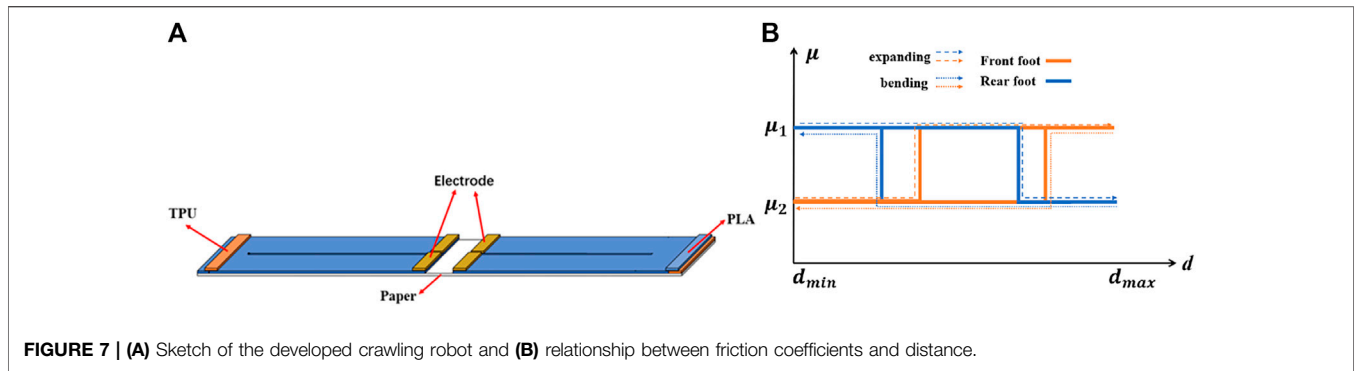 A
TPU
Electrode
PLA
Paper
B
μ
expanding
Front foot
bending
Rear foot
μ1
μ2
dmin
dmax
d
FIGURE 7 | (A) Sketch of the developed crawling robot and (B) relationship between friction coefficients and distance.